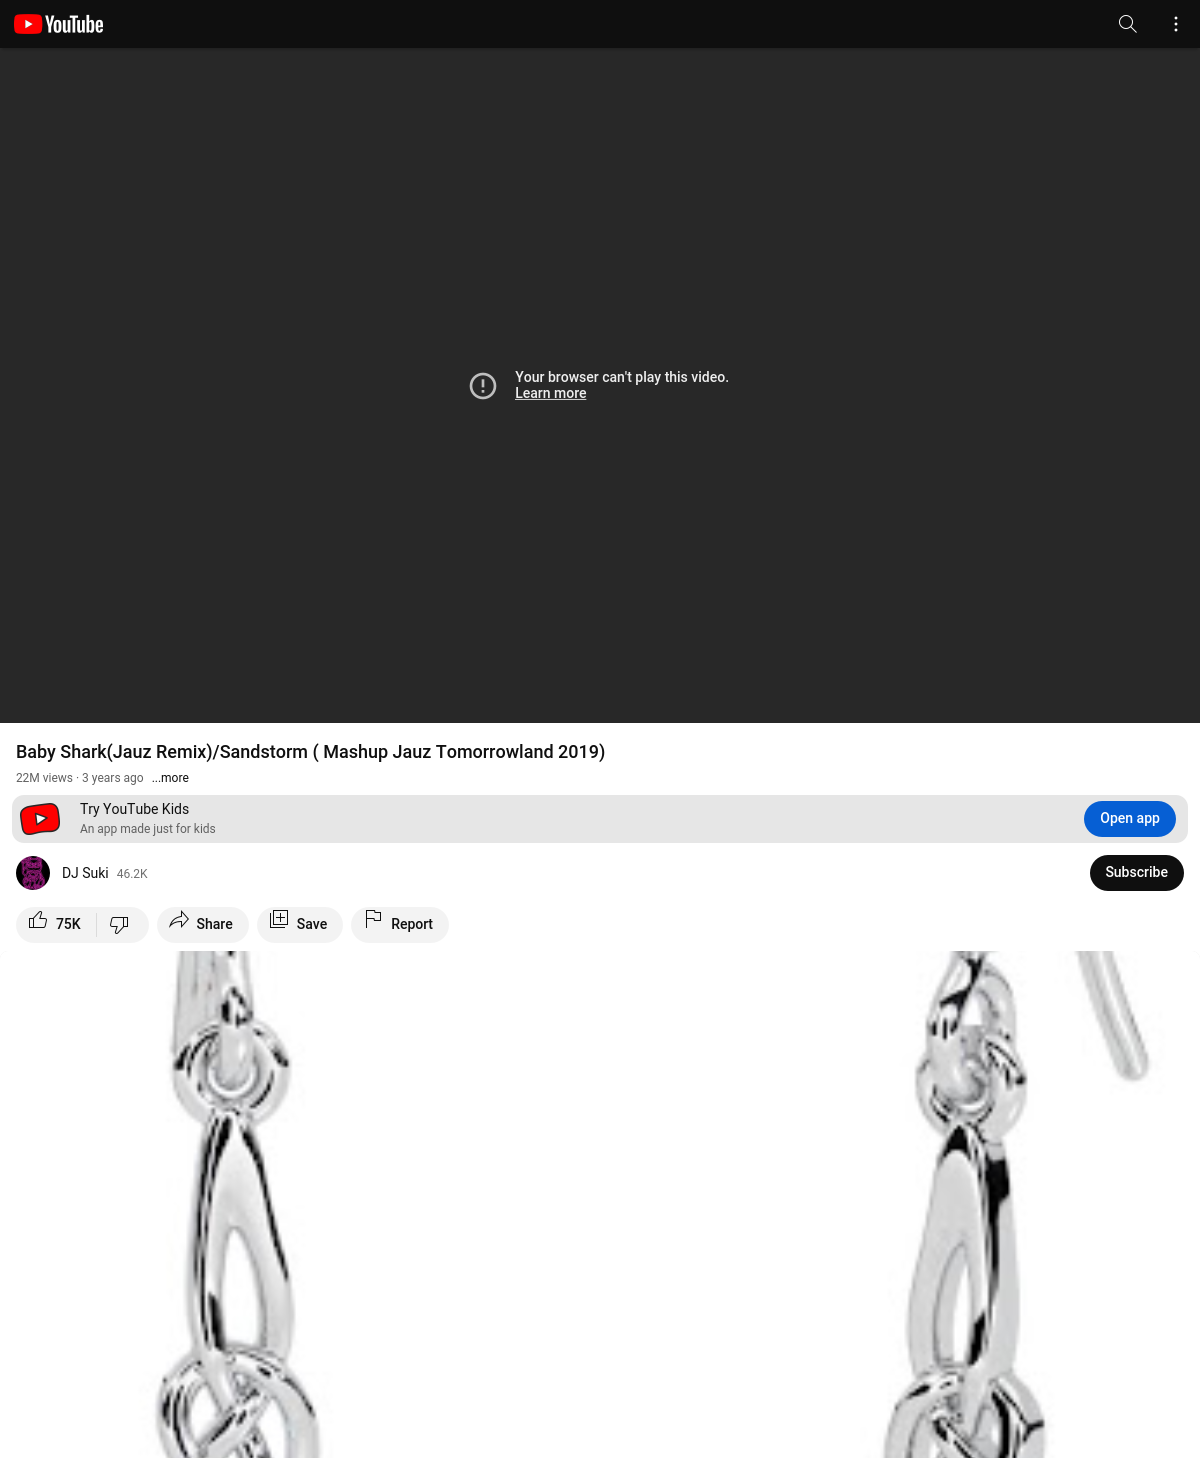 YouTube
Your browser can't play this video.
Learn more
Baby Shark(Jauz Remix)/Sandstorm ( Mashup Jauz Tomorrowland 2019)
22M views · 3 years ago ...more
Try YouTube Kids
An app made just for kids
Open app
DJ Suki 46.2K
Subscribe
75K Share Save Report